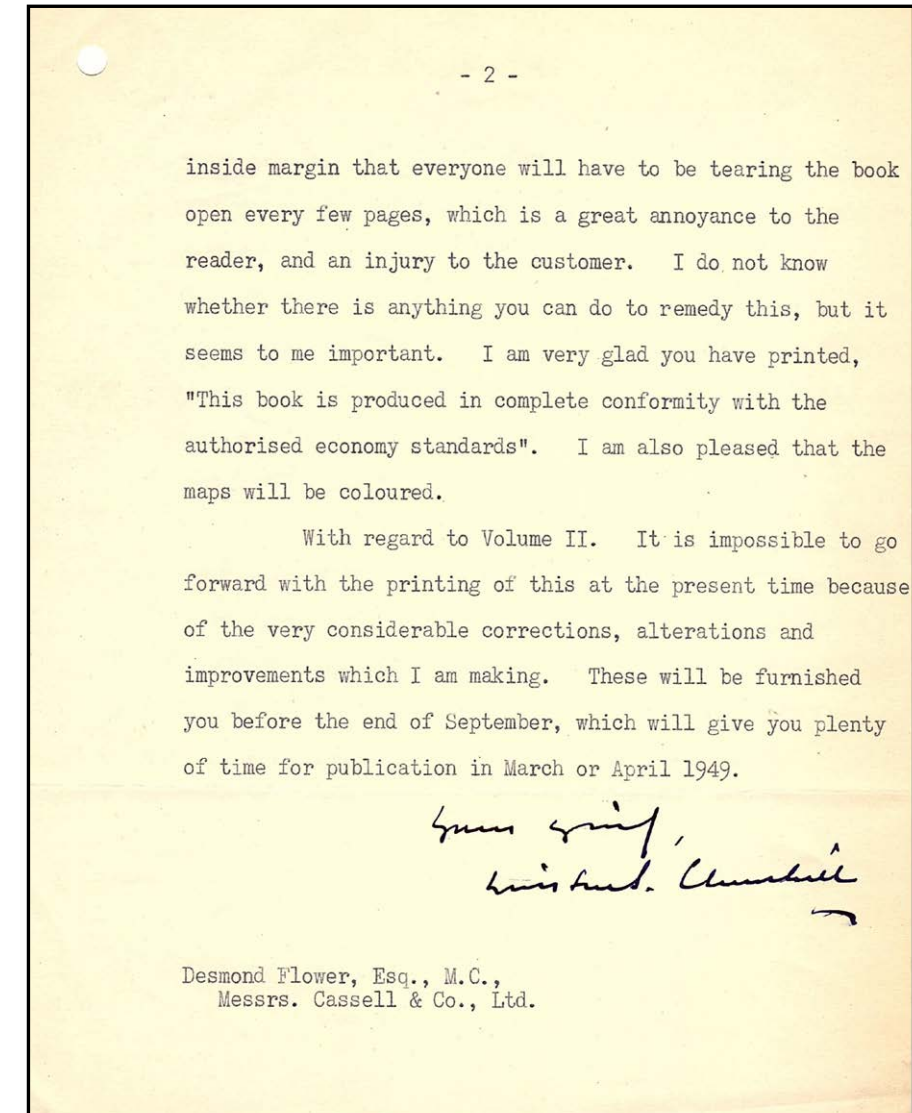 - 2 -
inside margin that everyone will have to be tearing the book
open every few pages, which is a great annoyance to the
reader, and an injury to the customer. I do not know
whether there is anything you can do to remedy this, but it
seems to me important. I am very glad you have printed,
"This book is produced in complete conformity with the
authorised economy standards". I am also pleased that the
maps will be coloured.
With regard to Volume II. It is impossible to go
forward with the printing of this at the present time because
of the very considerable corrections, alterations and
improvements which I am making. These will be furnished
you before the end of September, which will give you plenty
of time for publication in March or April 1949.
Winston S. Churchill
Desmond Flower, Esq., M.C.,
Messrs. Cassell & Co., Ltd.